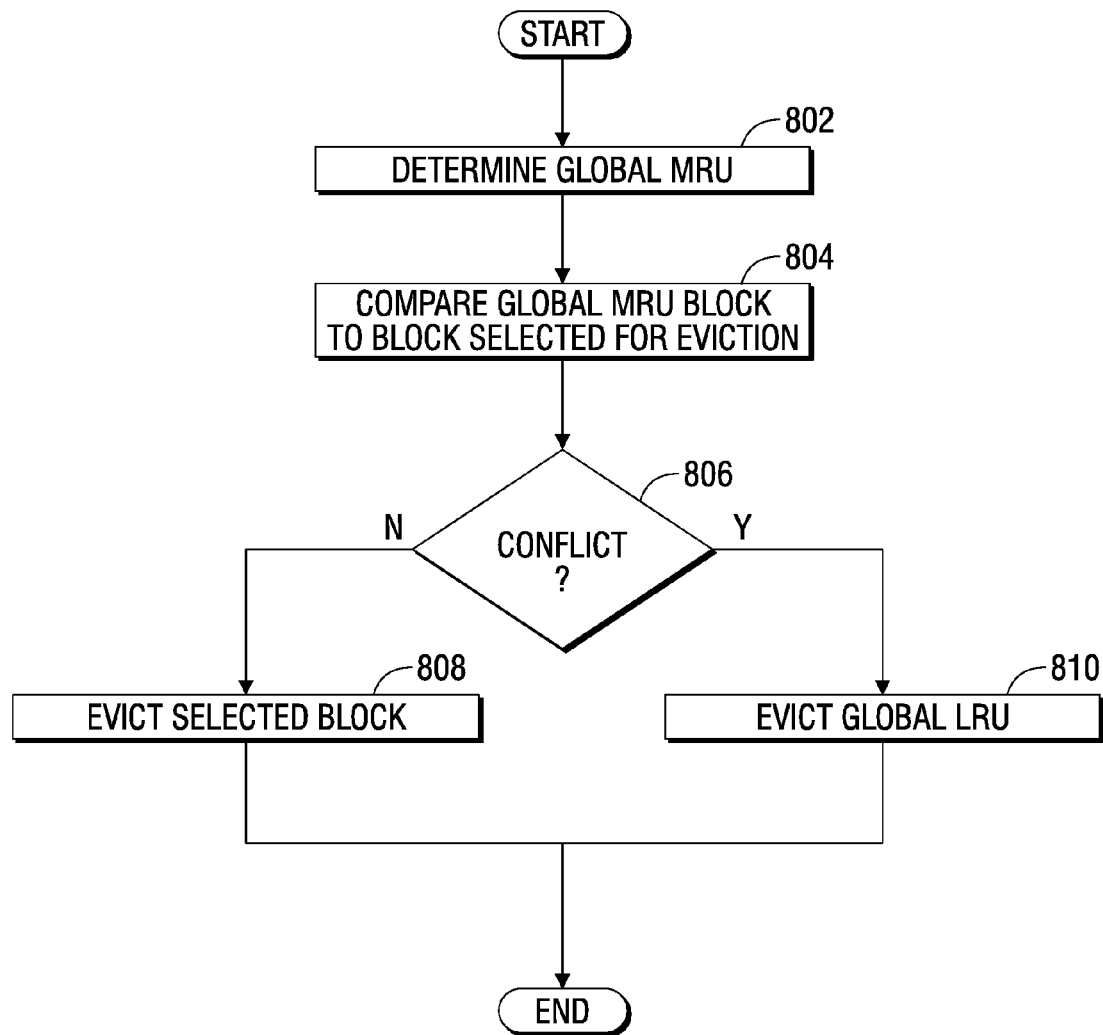 START
802
DETERMINE GLOBAL MRU
804
COMPARE GLOBAL MRU BLOCK
TO BLOCK SELECTED FOR EVICTION
806
N
Y
CONFLICT
?
808
EVICT SELECTED BLOCK
810
EVICT GLOBAL LRU
END